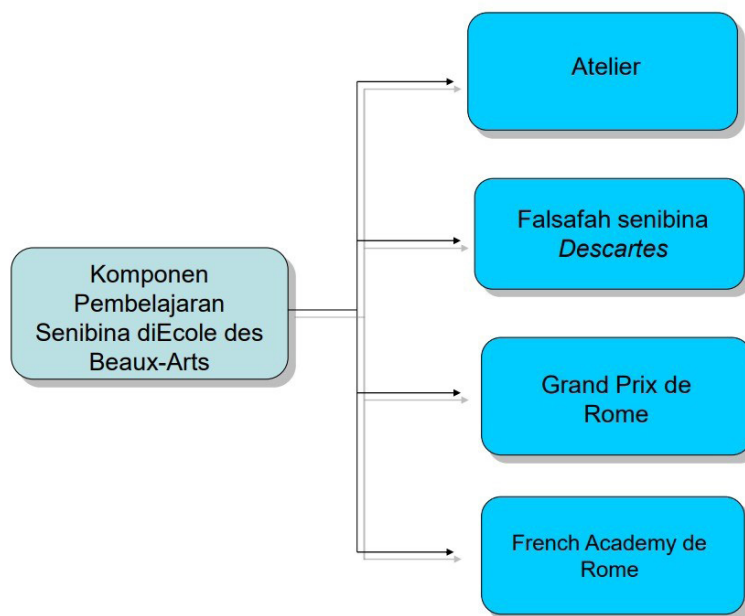 Komponen
Pembelajaran
Senibina diEcole des
Beaux-Arts
Atelier
Falsafah senibina
Descartes
Grand Prix de
Rome
French Academy de
Rome